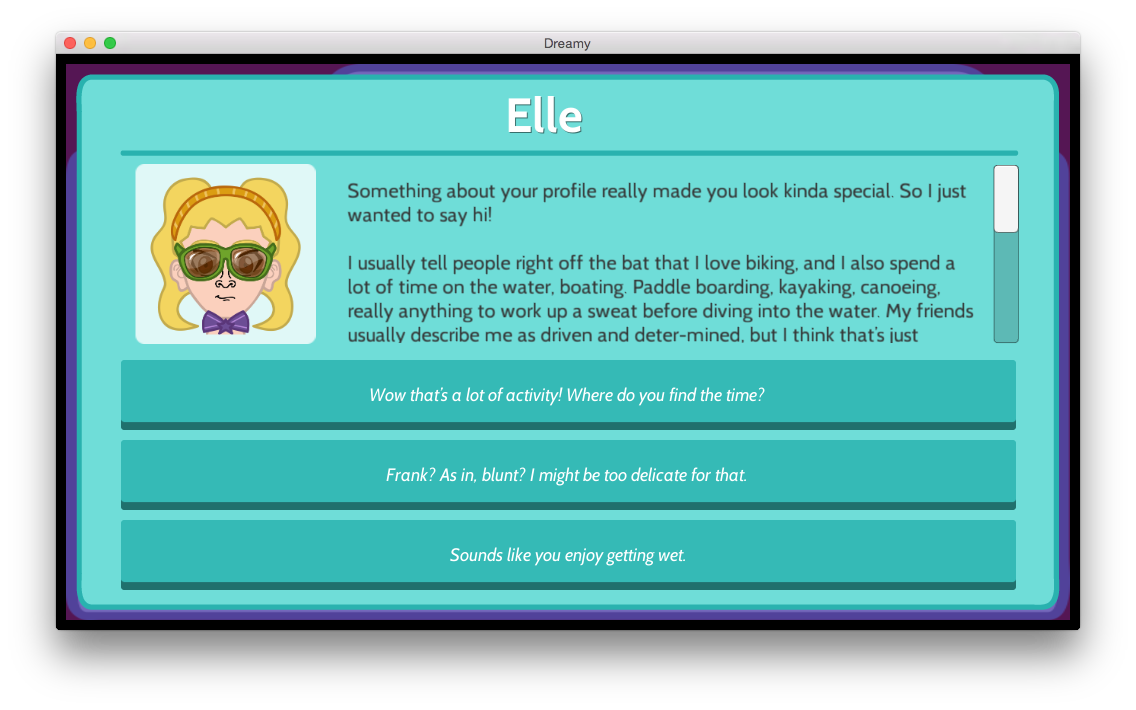 Dreamy
Elle
Something about your profile really made you look kinda special. So I just
wanted to say hi!
I usually tell people right off the bat that I love biking, and I also spend a
lot of time on the water, boating. Paddle boarding, kayaking, canoeing,
really anything to work up a sweat before diving into the water. My friends
usually describe me as driven and deter-mined, but I think that's just
Wow that's a lot of activity! Where do you find the time?
Frank? As in, blunt? I might be too delicate for that.
Sounds like you enjoy getting wet.